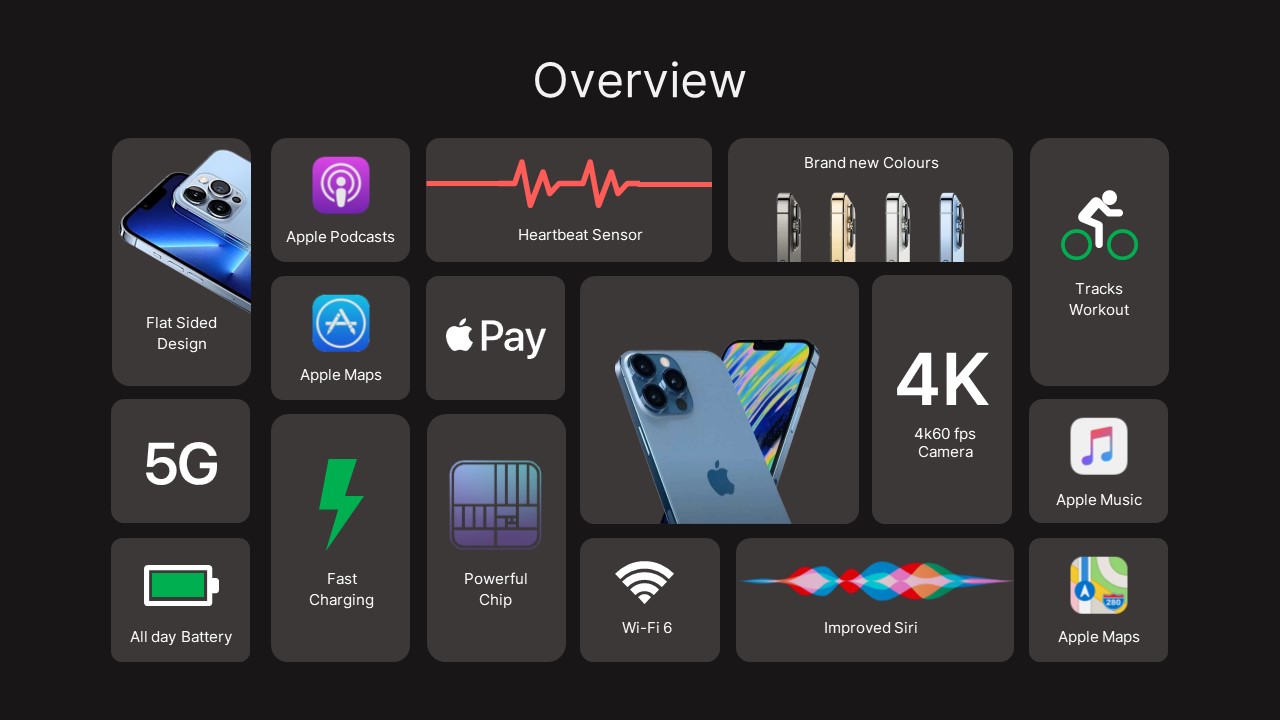 Overview
Flat Sided
Design
Apple Podcasts
Heartbeat Sensor
Brand new Colours
Tracks
Workout
Apple Maps
Pay
4K
4k60 fps
Camera
5G
Fast
Charging
Powerful
Chip
Apple Music
All day Battery
Wi-Fi 6
Improved Siri
280
Apple Maps